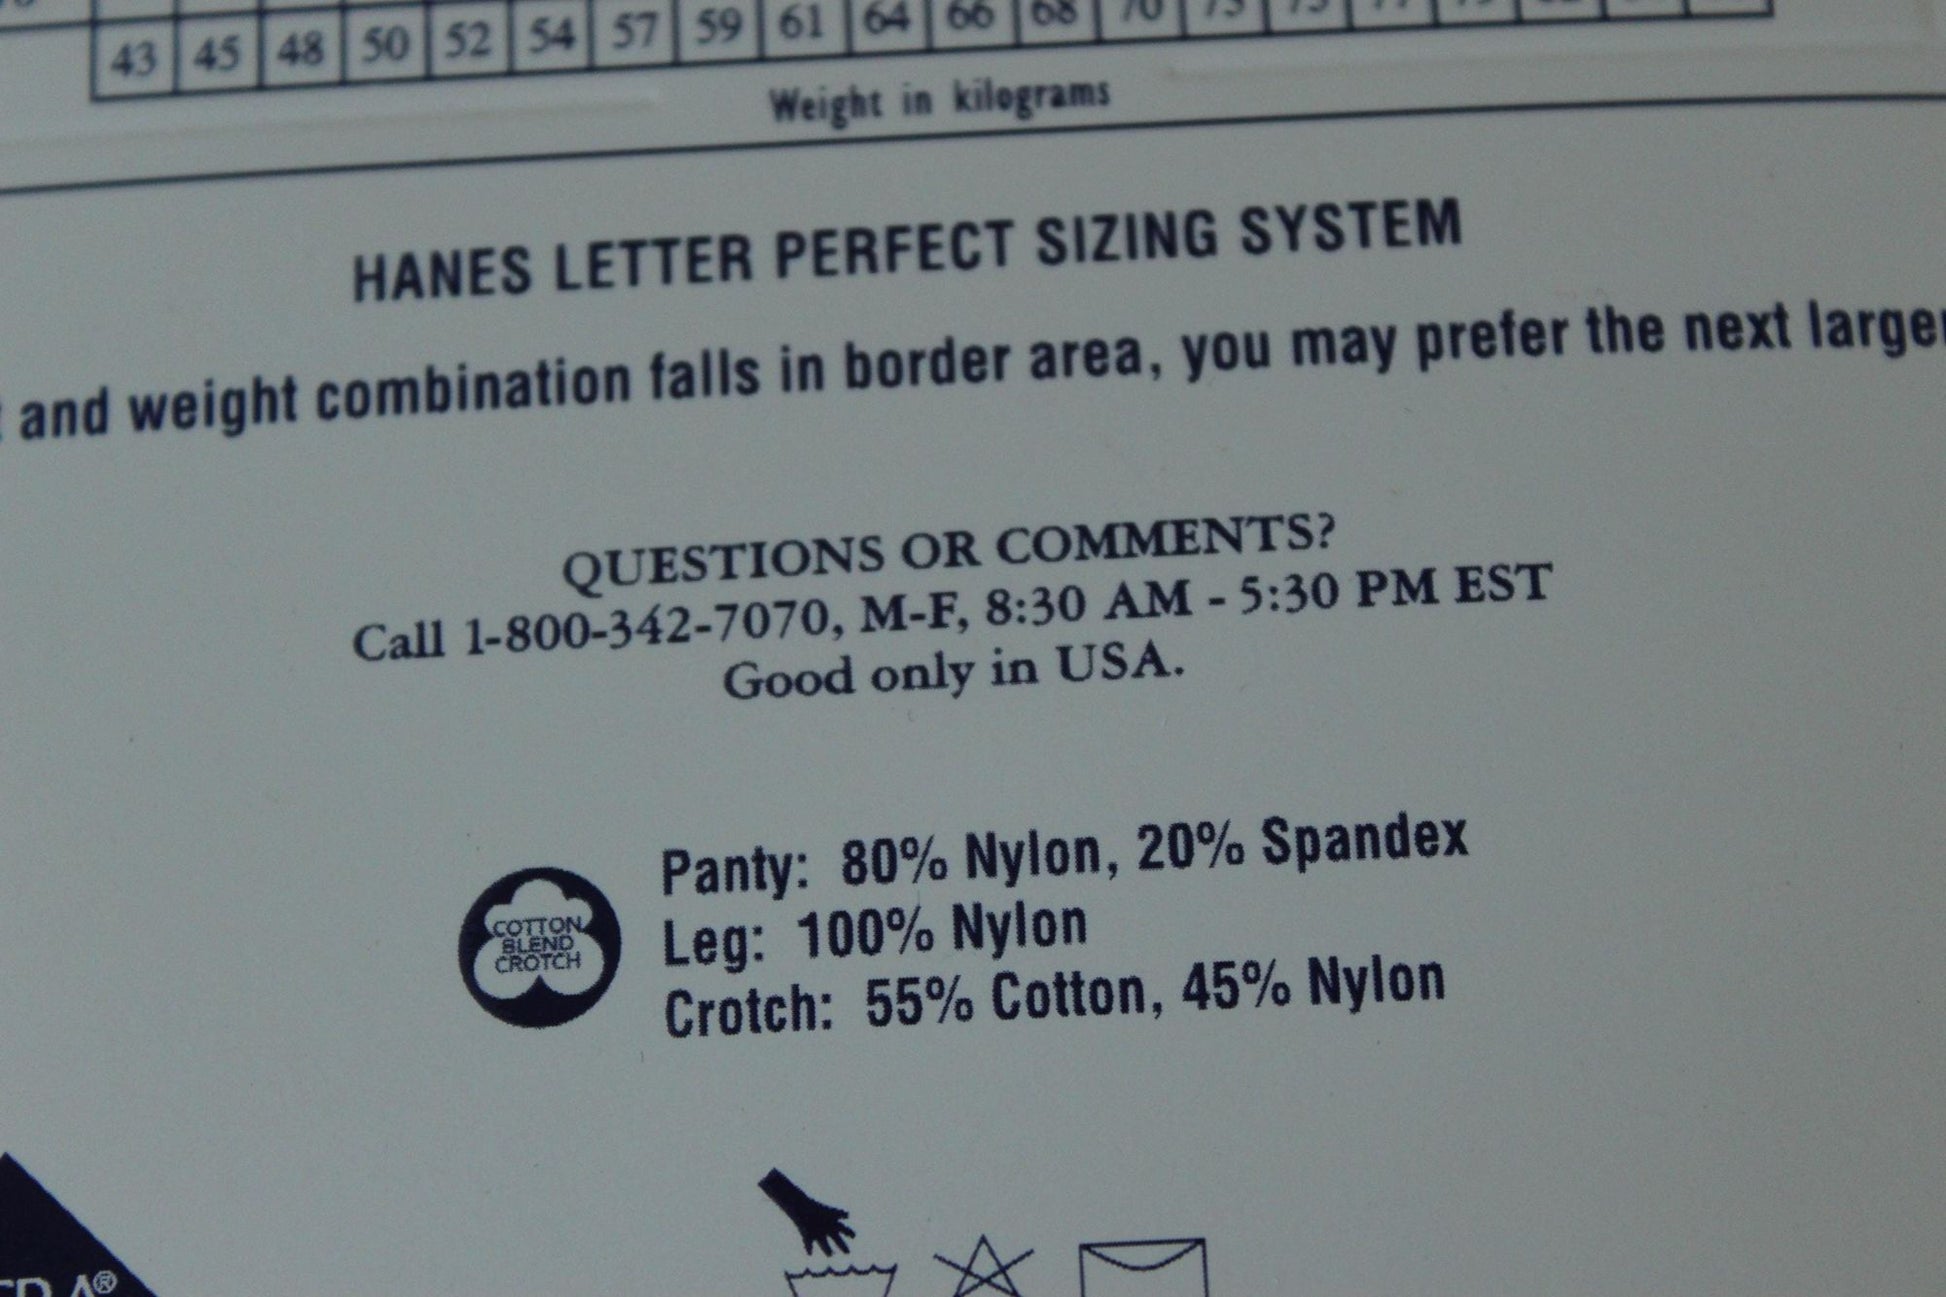 43 45 48 50 52 54 57 59 61 64 66 68 70
Weight in kilograms
HANES LETTER PERFECT SIZING SYSTEM
and weight combination falls in border area, you may prefer the next larger
QUESTIONS OR COMMENTS?
Call 1-800-342-7070, M-F, 8:30 AM - 5:30 PM EST
Good only in USA.
COTTON
BLEND
CROTCH
Panty: 80% Nylon, 20% Spandex
Leg: 100% Nylon
Crotch: 55% Cotton, 45% Nylon